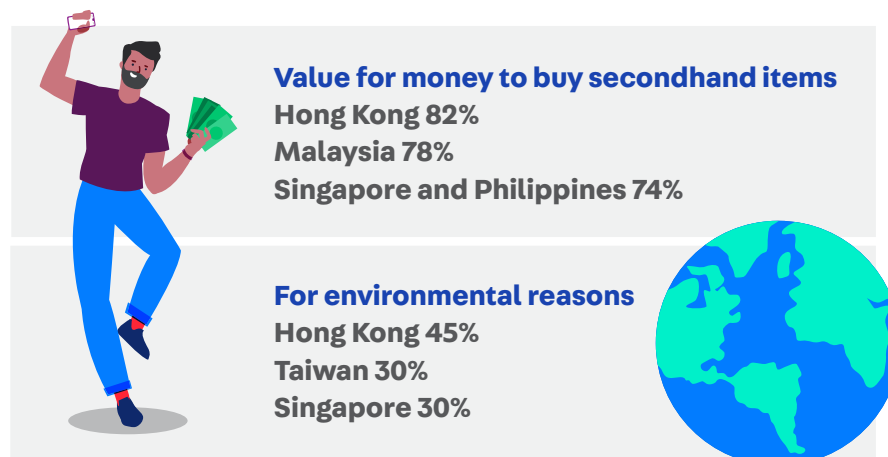 Value for money to buy secondhand items
Hong Kong 82%
Malaysia 78%
Singapore and Philippines 74%
For environmental reasons
Hong Kong 45%
Taiwan 30%
Singapore 30%